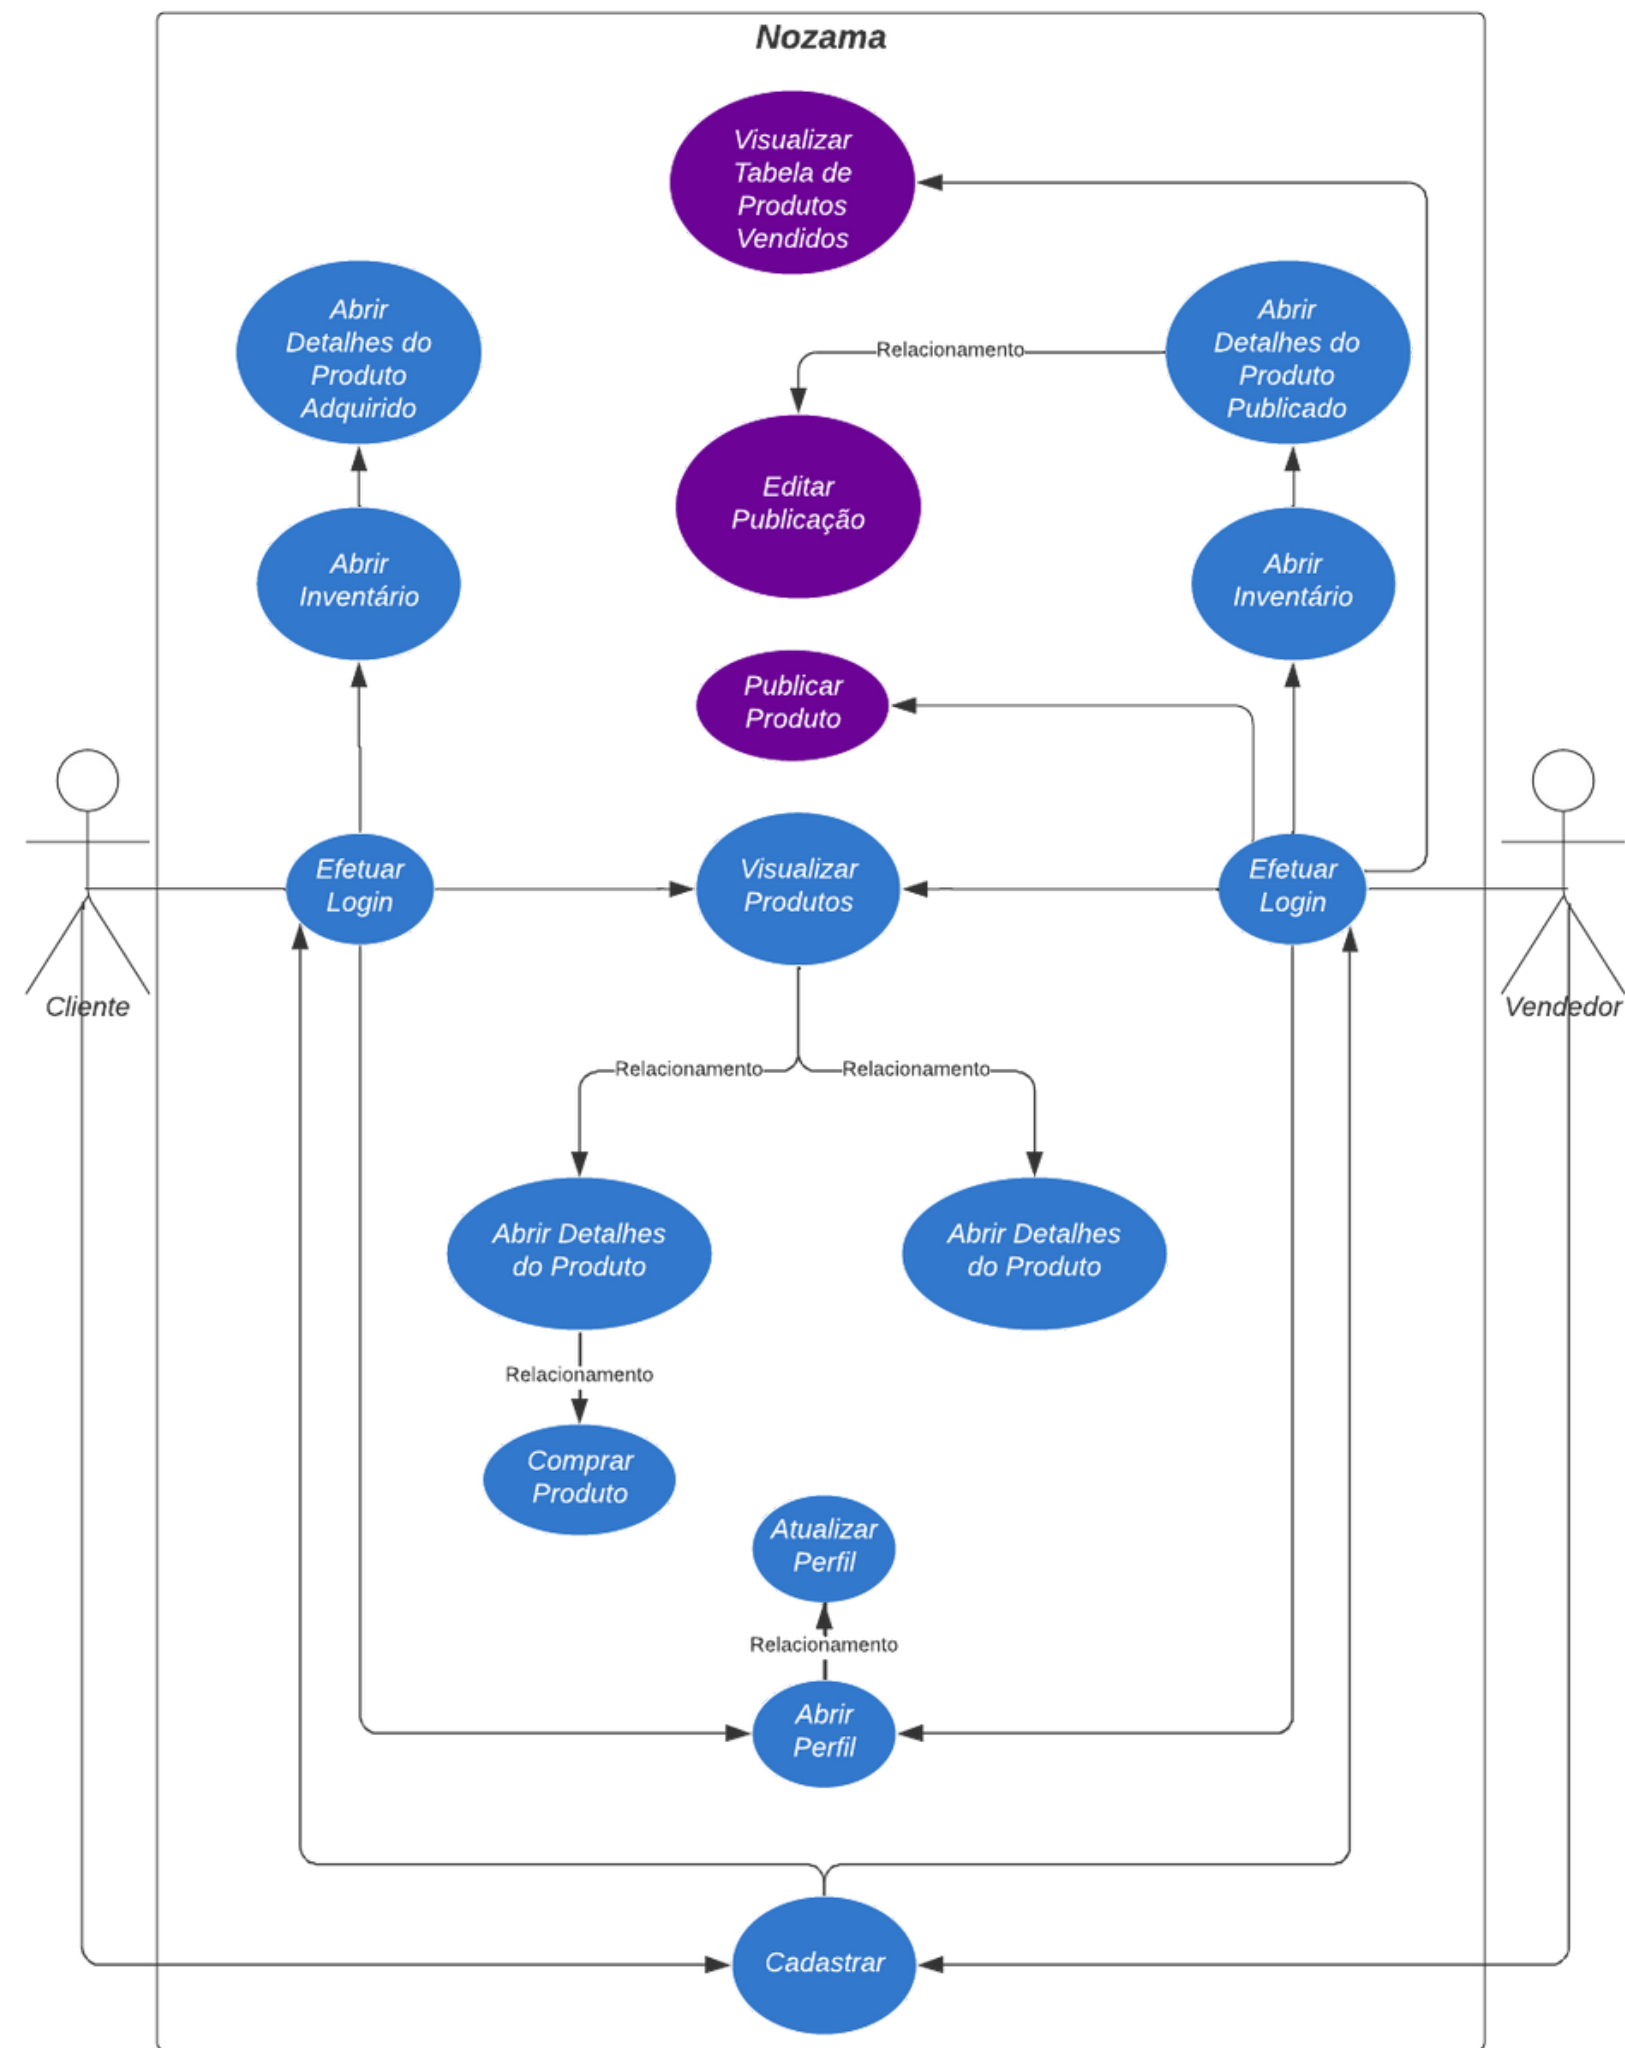 Nozama
Visualizar
Tabela de
Produtos
Vendidos
Abrir
Detalhes do
Produto
Adquirido
Relacionamento
Abrir
Detalhes do
Produto
Publicado
Editar
Publicação
Abrir
Inventário
Abrir
Inventário
Publicar
Produto
Efetuar
Login
Visualizar
Produtos
Efetuar
Login
Cliente
Vendedor
Relacionamento
Relacionamento
Abrir Detalhes
do Produto
Abrir Detalhes
do Produto
Relacionamento
Comprar
Produto
Atualizar
Perfil
Relacionamento
Abrir
Perfil
Cadastrar